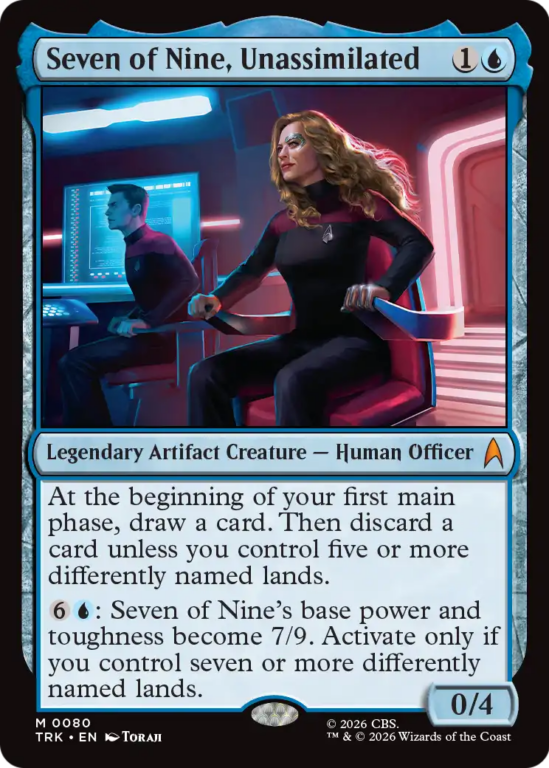 Seven of Nine, Unassimilated 1
Legendary Artifact Creature — Human Officer
At the beginning of your first main
phase, draw a card. Then discard a
card unless you control five or more
differently named lands.
6 : Seven of Nine's base power and
toughness become 7/9. Activate only if
you control seven or more differently
named lands.
0/4
M 0080
TRK • EN Toraji
© 2026 CBS.
™ & © 2026 Wizards of the Coast